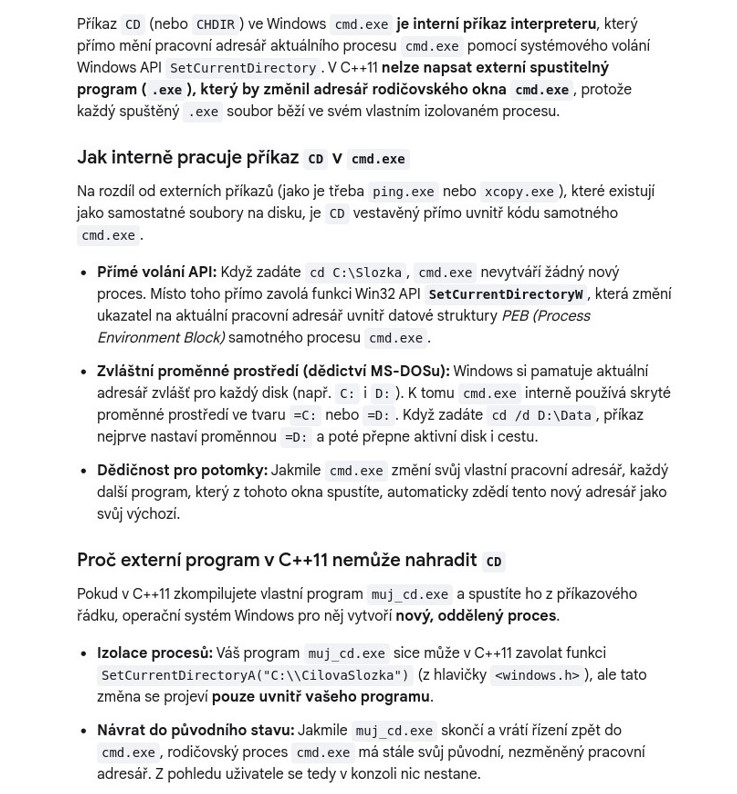 Příkaz CD (nebo CHDIR) ve Windows cmd.exe je interní příkaz interpreteru, který
přímo mění pracovní adresář aktuálního procesu cmd.exe pomocí systémového volání
Windows API SetCurrentDirectory. V C++11 nelze napsat externí spustitelný
program (.exe), který by změnil adresář rodičovského okna cmd.exe, protože
každý spuštěný .exe soubor běží ve svém vlastním izolovaném procesu.
Jak interně pracuje příkaz CD v cmd.exe
Na rozdíl od externích příkazů (jako je třeba ping.exe nebo xcopy.exe), které existují
jako samostatné soubory na disku, je CD vestavěný přímo uvnitř kódu samotného
cmd.exe.
• Přímé volání API: Když zadáte cd C:\Slozka, cmd.exe nevytváří žádný nový
proces. Místo toho přímo zavolá funkci Win32 API SetCurrentDirectoryW, která změní
ukazatel na aktuální pracovní adresář uvnitř datové struktury PEB (Process
Environment Block) samotného procesu cmd.exe.
• Zvláštní proměnné prostředí (dědictví MS-DOSu): Windows si pamatuje aktuální
adresář zvlášť pro každý disk (např. C: i D:). K tomu cmd.exe interně používá skryté
proměnné prostředí ve tvaru =C: nebo =D:. Když zadáte cd /d D:\Data, příkaz
nejprve nastaví proměnnou =D: a poté přepne aktivní disk i cestu.
• Dědičnost pro potomky: Jakmile cmd.exe změní svůj vlastní pracovní adresář, každý
další program, který z tohoto okna spustíte, automaticky zdědí tento nový adresář jako
svůj výchozí.
Proč externí program v C++11 nemůže nahradit CD
Pokud v C++11 zkompilujete vlastní program muj_cd.exe a spustíte ho z příkazového
řádku, operační systém Windows pro něj vytvoří nový, oddělený proces.
• Izolace procesů: Váš program muj_cd.exe sice může v C++11 zavolat funkci
SetCurrentDirectoryA("C:\\CilovaSlozka") (z hlavičky <windows.h>), ale tato
změna se projeví pouze uvnitř vašeho programu.
• Návrat do původního stavu: Jakmile muj_cd.exe skončí a vrátí řízení zpět do
cmd.exe, rodičovský proces cmd.exe má stále svůj původní, nezměněný pracovní
adresář. Z pohledu uživatele se tedy v konzoli nic nestane.